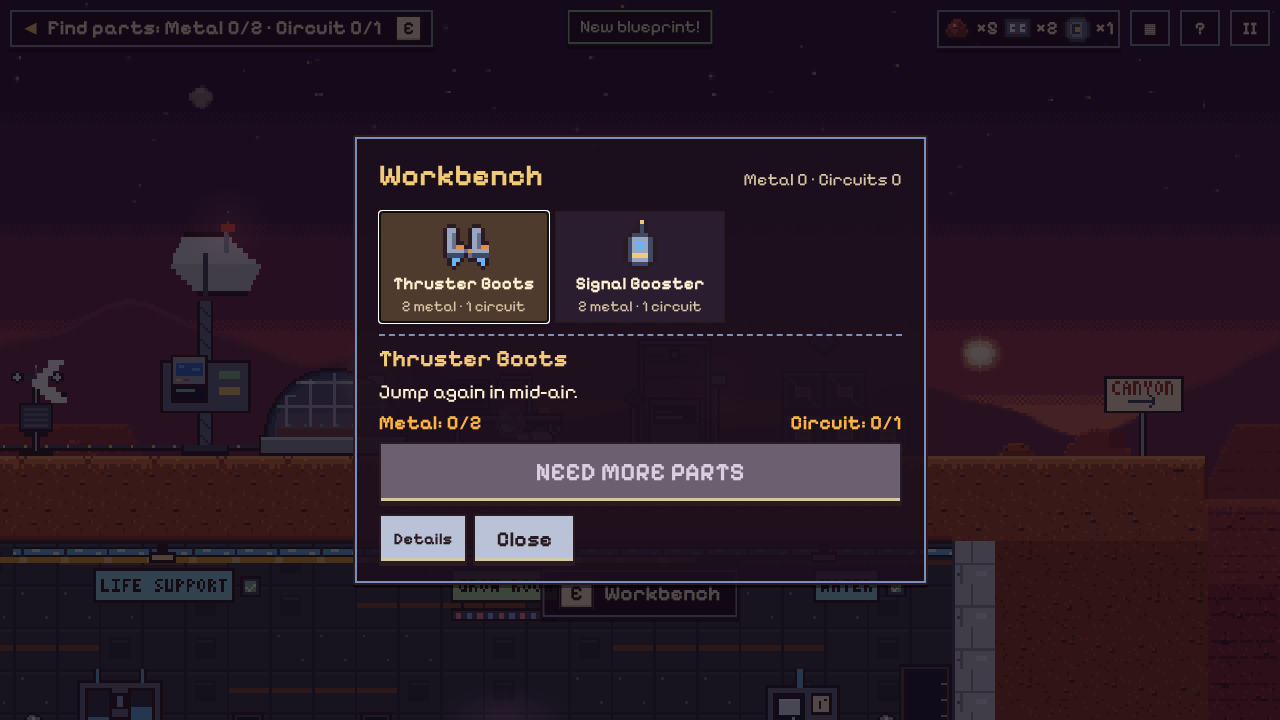 Find parts: Metal 0/2 · Circuit 0/1 E
New blueprint!
×9 ×2 ×1 ? II
Workbench
Metal 0 · Circuits 0
Thruster Boots
2 metal · 1 circuit
Signal Booster
2 metal · 1 circuit
Thruster Boots
Jump again in mid-air.
Metal: 0/2
Circuit: 0/1
NEED MORE PARTS
Details
Close
CANYON
LIFE SUPPORT
E Workbench